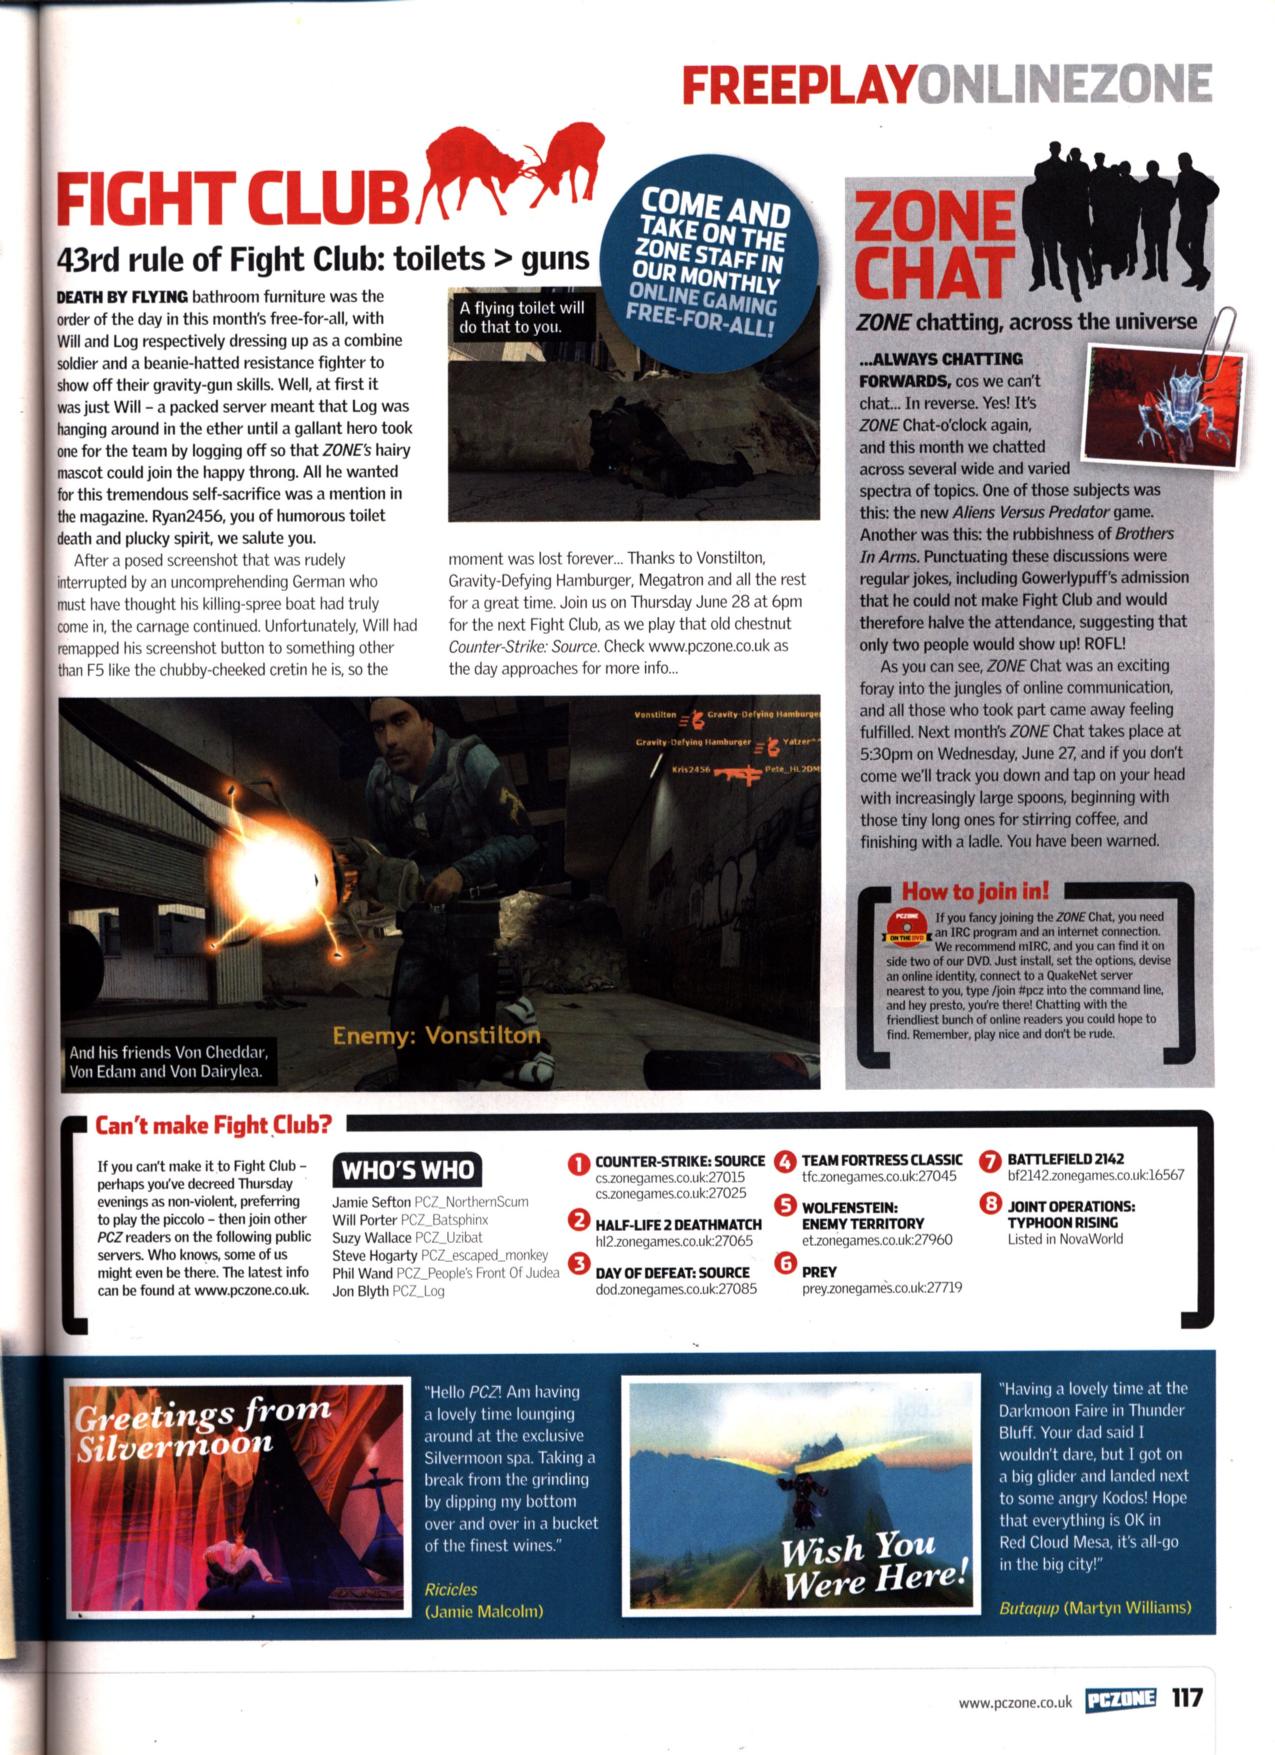 FREEPLAYONLINEZONE
FIGHT CLUB
43rd rule of Fight Club: toilets > guns
DEATH BY FLYING bathroom furniture was the
order of the day in this month's free-for-all, with
Will and Log respectively dressing up as a combine
soldier and a beanie-hatted resistance fighter to
show off their gravity-gun skills. Well, at first it
was just Will – a packed server meant that Log was
hanging around in the ether until a gallant hero took
one for the team by logging off so that ZONE's hairy
mascot could join the happy throng. All he wanted
for this tremendous self-sacrifice was a mention in
the magazine. Ryan2456, you of humorous toilet
death and plucky spirit, we salute you.
After a posed screenshot that was rudely
interrupted by an uncomprehending German who
must have thought his killing-spree boat had truly
come in, the carnage continued. Unfortunately, Will had
remapped his screenshot button to something other
than F5 like the chubby-cheeked cretin he is, so the
COME AND
TAKE ON THE
ZONE STAFF IN
OUR MONTHLY
ONLINE GAMING
FREE-FOR-ALL!
A flying toilet will
do that to you.
moment was lost forever... Thanks to Vonstilton,
Gravity-Defying Hamburger, Megatron and all the rest
for a great time. Join us on Thursday June 28 at 6pm
for the next Fight Club, as we play that old chestnut
Counter-Strike: Source. Check www.pczone.co.uk as
the day approaches for more info...
Vonstilton Gravity-Defying Hamburger
Gravity-Defying Hamburger Yatzer^^
Kris2456 Pete_HL2DM
Enemy: Vonstilton
And his friends Von Cheddar,
Von Edam and Von Dairylea.
ZONE
CHAT
ZONE chatting, across the universe
...ALWAYS CHATTING
FORWARDS, cos we can't
chat... In reverse. Yes! It's
ZONE Chat-o'clock again,
and this month we chatted
across several wide and varied
spectra of topics. One of those subjects was
this: the new Aliens Versus Predator game.
Another was this: the rubbishness of Brothers
In Arms. Punctuating these discussions were
regular jokes, including Gowerlypuff's admission
that he could not make Fight Club and would
therefore halve the attendance, suggesting that
only two people would show up! ROFL!
As you can see, ZONE Chat was an exciting
foray into the jungles of online communication,
and all those who took part came away feeling
fulfilled. Next month's ZONE Chat takes place at
5:30pm on Wednesday, June 27, and if you don't
come we'll track you down and tap on your head
with increasingly large spoons, beginning with
those tiny long ones for stirring coffee, and
finishing with a ladle. You have been warned.
How to join in!
PCZONE
ON THE DVD
If you fancy joining the ZONE Chat, you need
an IRC program and an internet connection.
We recommend mIRC, and you can find it on
side two of our DVD. Just install, set the options, devise
an online identity, connect to a QuakeNet server
nearest to you, type /join #pcz into the command line,
and hey presto, you're there! Chatting with the
friendliest bunch of online readers you could hope to
find. Remember, play nice and don't be rude.
Can't make Fight Club?
If you can't make it to Fight Club –
perhaps you've decreed Thursday
evenings as non-violent, preferring
to play the piccolo – then join other
PCZ readers on the following public
servers. Who knows, some of us
might even be there. The latest info
can be found at www.pczone.co.uk.
WHO'S WHO
Jamie Sefton PCZ_NorthernScum
Will Porter PCZ_Batsphinx
Suzy Wallace PCZ_Uzibat
Steve Hogarty PCZ_escaped_monkey
Phil Wand PCZ_People's Front Of Judea
Jon Blyth PCZ_Log
1 COUNTER-STRIKE: SOURCE
cs.zonegames.co.uk:27015
cs.zonegames.co.uk:27025
2 HALF-LIFE 2 DEATHMATCH
hl2.zonegames.co.uk:27065
3 DAY OF DEFEAT: SOURCE
dod.zonegames.co.uk:27085
4 TEAM FORTRESS CLASSIC
tfc.zonegames.co.uk:27045
5 WOLFENSTEIN:
ENEMY TERRITORY
et.zonegames.co.uk:27960
6 PREY
prey.zonegames.co.uk:27719
7 BATTLEFIELD 2142
bf2142.zonegames.co.uk:16567
8 JOINT OPERATIONS:
TYPHOON RISING
Listed in NovaWorld
Greetings from
Silvermoon
"Hello PCZ! Am having
a lovely time lounging
around at the exclusive
Silvermoon spa. Taking a
break from the grinding
by dipping my bottom
over and over in a bucket
of the finest wines."
Ricicles
(Jamie Malcolm)
Wish You
Were Here!
"Having a lovely time at the
Darkmoon Faire in Thunder
Bluff. Your dad said I
wouldn't dare, but I got on
a big glider and landed next
to some angry Kodos! Hope
that everything is OK in
Red Cloud Mesa, it's all-go
in the big city!"
Butaqup (Martyn Williams)
www.pczone.co.uk PCZONE 117